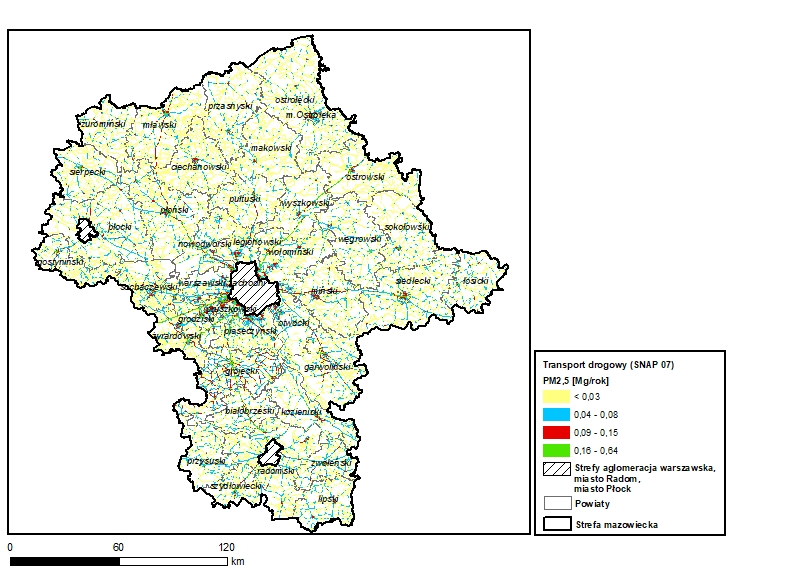 ostrołęcki
przasnyski
m.Ostrołęka
żuromiński
mławski
makowski
ciechanowski
sierpecki
ostrowski
pułtuski
wyszkowski
płoński
płocki
sokołowski
węgrowski
nowodworski
legionowski
wołomiński
gostyniński
siedlecki
łosicki
sochaczewski
warszawski zachodni
miński
pruszkowski
grodziski
otwocki
piaseczyński
żyrardowski
garwoliński
grójecki
białobrzeski
kozienicki
przysuski
radomski
zwoleński
szydłowiecki
lipski
Transport drogowy (SNAP 07)
PM2,5 [Mg/rok]
< 0,03
0,04 - 0,08
0,09 - 0,15
0,16 - 0,64
Strefy aglomeracja warszawska,
miasto Radom,
miasto Płock
Powiaty
Strefa mazowiecka
0 60 120
km